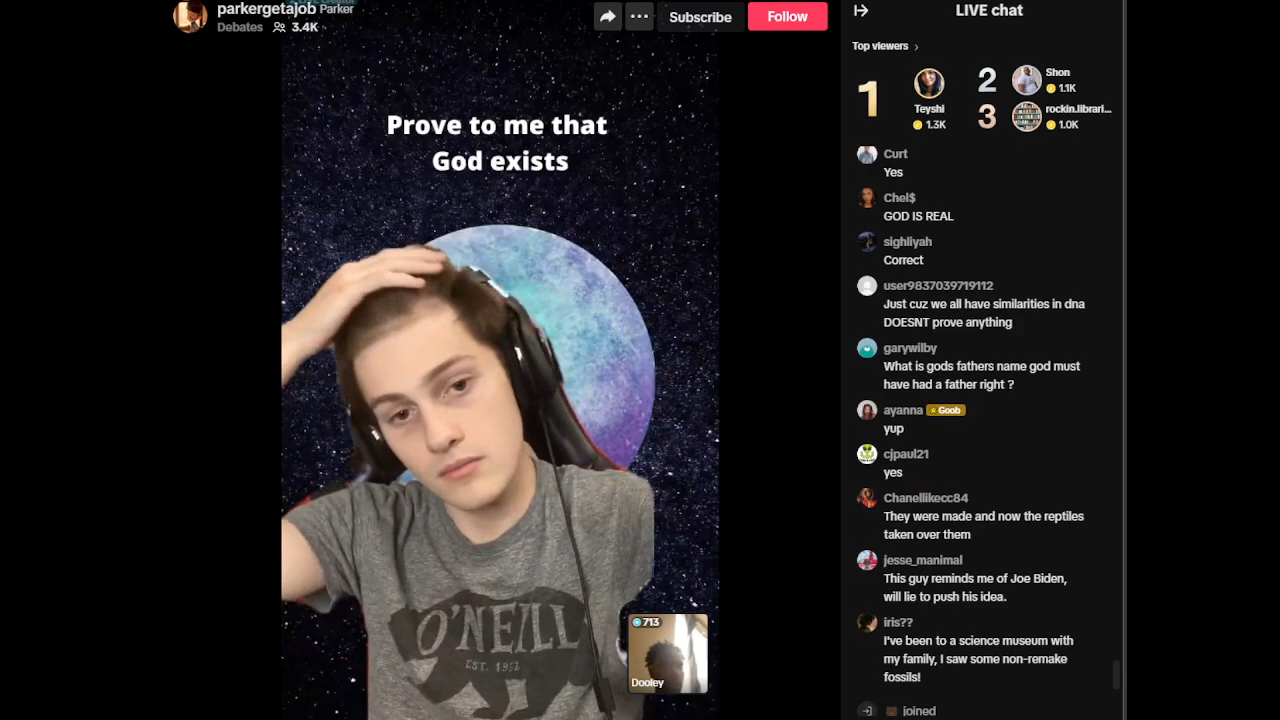 parkergetajob Parker
Debates 3.4K
Subscribe
Follow
Prove to me that
God exists
O'NEILL
EST. 1952
713
Dooley
LIVE chat
Top viewers
1
Teyshi
1.3K
2
Shon
1.1K
3
rockin.librari...
1.0K
Curt
Yes
Chel$
GOD IS REAL
sighliyah
Correct
user9837039719112
Just cuz we all have similarities in dna
DOESNT prove anything
garywilby
What is gods fathers name god must
have had a father right ?
ayanna Goob
yup
cjpaul21
yes
Chanellikecc84
They were made and now the reptiles
taken over them
jesse_manimal
This guy reminds me of Joe Biden,
will lie to push his idea.
iris??
I've been to a science museum with
my family, I saw some non-remake
fossils!
joined